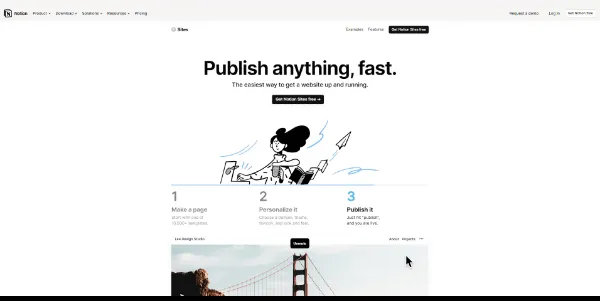 Notion Product Download Solutions Resources Pricing Request a demo Log in Get Notion free
Sites Examples Features Get Notion Sites free
Publish anything, fast.
The easiest way to get a website up and running.
Get Notion Sites free →
1 2 3
Make a page Personalize it Publish it
Start with one of Choose a domain, theme, Just hit "publish",
10,000+ templates. favicon, and you are live.
Lux Design Studio About Projects